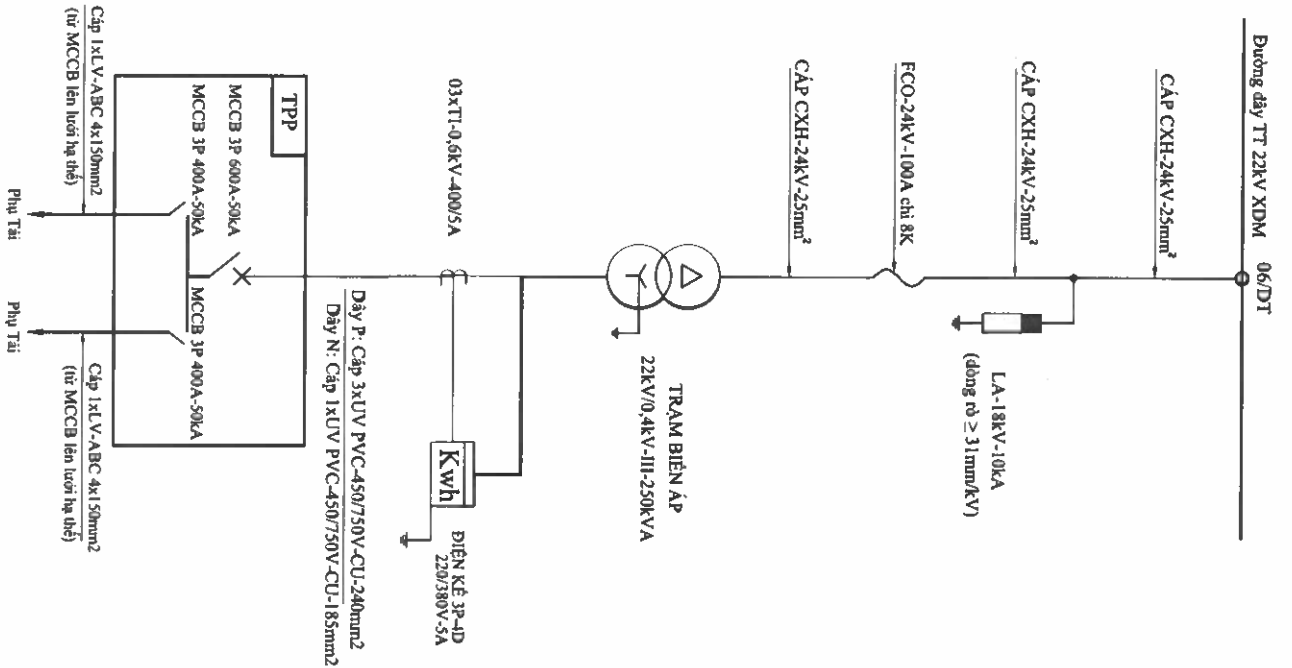 Đường dây TT 22kV XDM
06/DT
CÁP CXH-24kV-25mm²
LA-18kV-10kA
(dòng rò ≥ 31mm/kV)
CÁP CXH-24kV-25mm²
FCO-24kV-100A chì 8K
CÁP CXH-24kV-25mm²
TRẠM BIẾN ÁP
22kV/0,4kV-III-250kVA
03xTI-0,6kV-400/5A
Kwh
ĐIỆN KẾ 3P-4D
220/380V-5A
Dây P: Cáp 3xUV PVC-450/750V-CU-240mm2
Dây N: Cáp 1xUV PVC-450/750V-CU-185mm2
TPP
MCCB 3P 600A-50kA
MCCB 3P 400A-50kA
MCCB 3P 400A-50kA
Cáp 1xLV-ABC 4x150mm2
(từ MCCB lên lưới hạ thế)
Cáp 1xLV-ABC 4x150mm2
(từ MCCB lên lưới hạ thế)
Phụ Tải
Phụ Tải